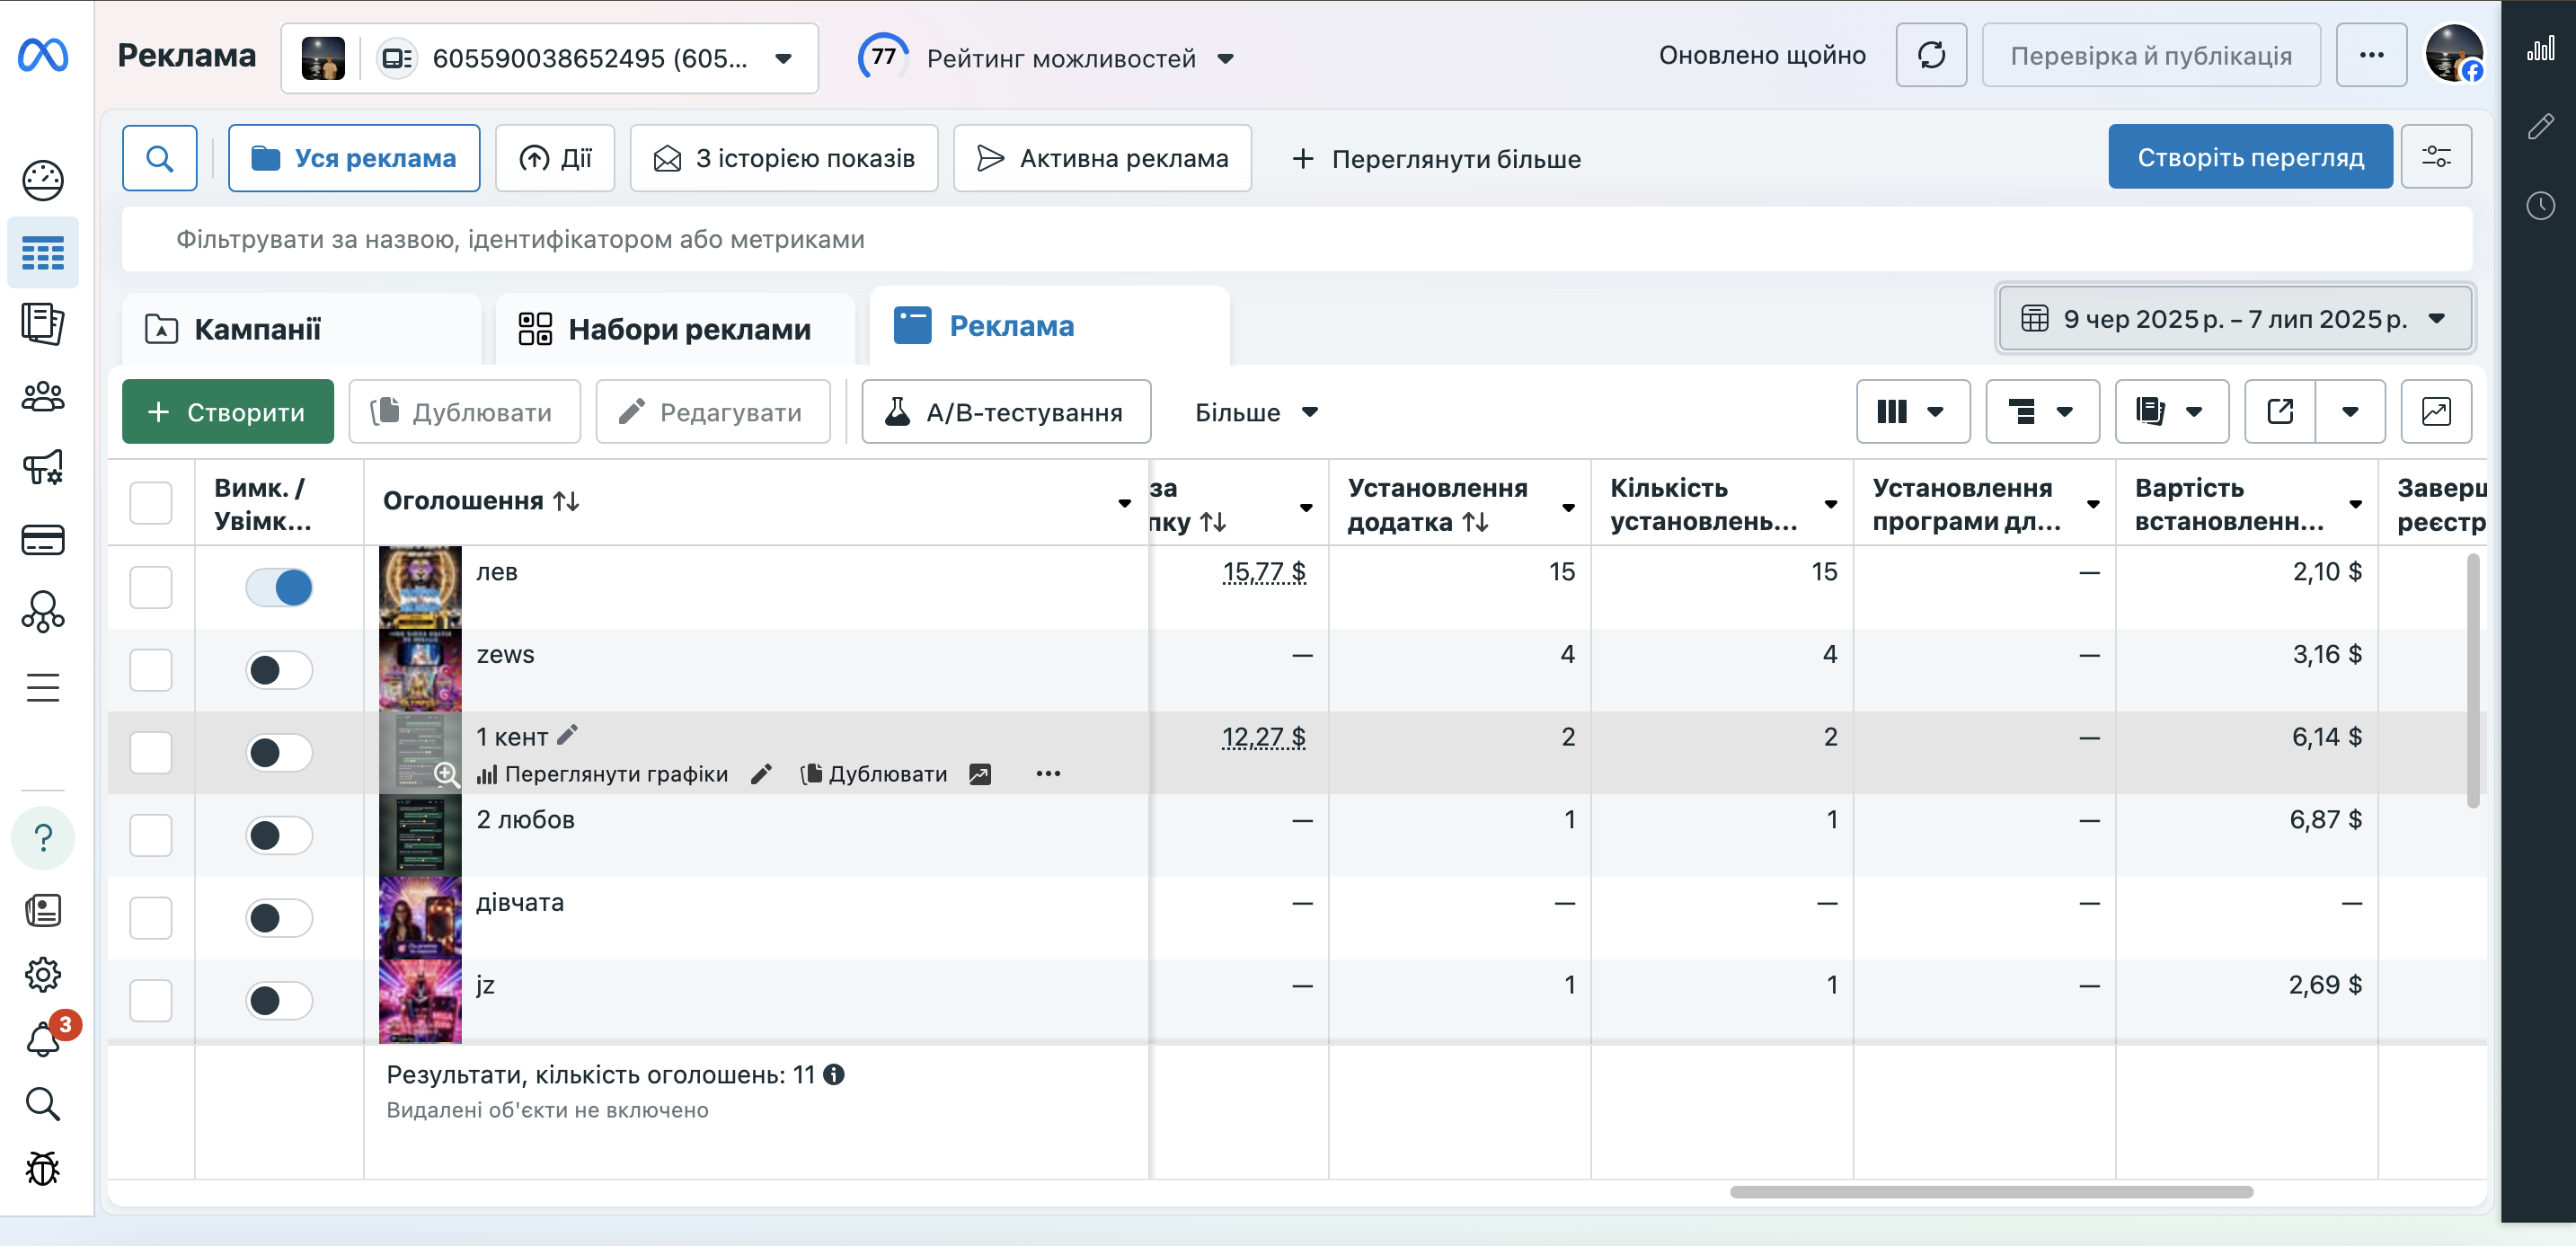 Реклама
605590038652495 (605...
77
Рейтинг можливостей
Оновлено щойно
Перевірка й публікація
Уся реклама
Дії
З історією показів
Активна реклама
+ Переглянути більше
Створіть перегляд
Фільтрувати за назвою, ідентифікатором або метриками
Кампанії
Набори реклами
Реклама
9 чер 2025 р. – 7 лип 2025 р.
+ Створити
Дублювати
Редагувати
A/B-тестування
Більше
Вимк. /
Увімк...
Оголошення
за
пку
Установлення
додатка
Кількість
установлень...
Установлення
програми дл...
Вартість
встановленн...
Заверш
реєстр
лев
15,77 $
15
15
—
2,10 $
zews
—
4
4
—
3,16 $
1 кент
Переглянути графіки
Дублювати
12,27 $
2
2
—
6,14 $
2 любов
—
1
1
—
6,87 $
дівчата
—
—
—
—
—
jz
—
1
1
—
2,69 $
Результати, кількість оголошень: 11
Видалені об'єкти не включено
?
3